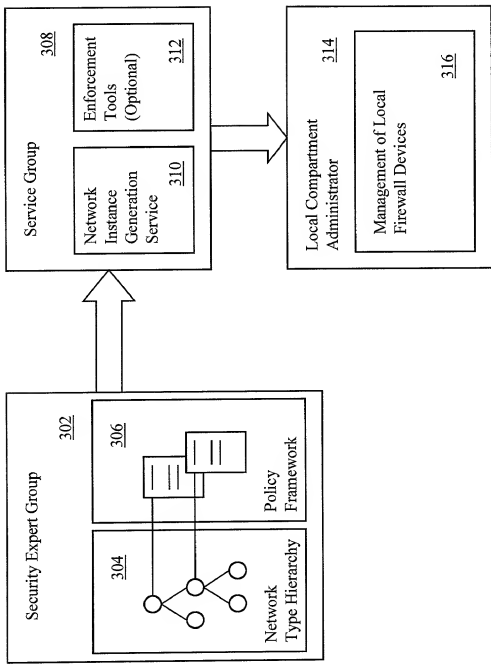 Security Expert Group
302
304
Network
Type Hierarchy
306
Policy
Framework
Service Group
308
Network
Instance
Generation
Service
310
Enforcement
Tools
(Optional)
312
Local Compartment
Administrator
314
Management of Local
Firewall Devices
316